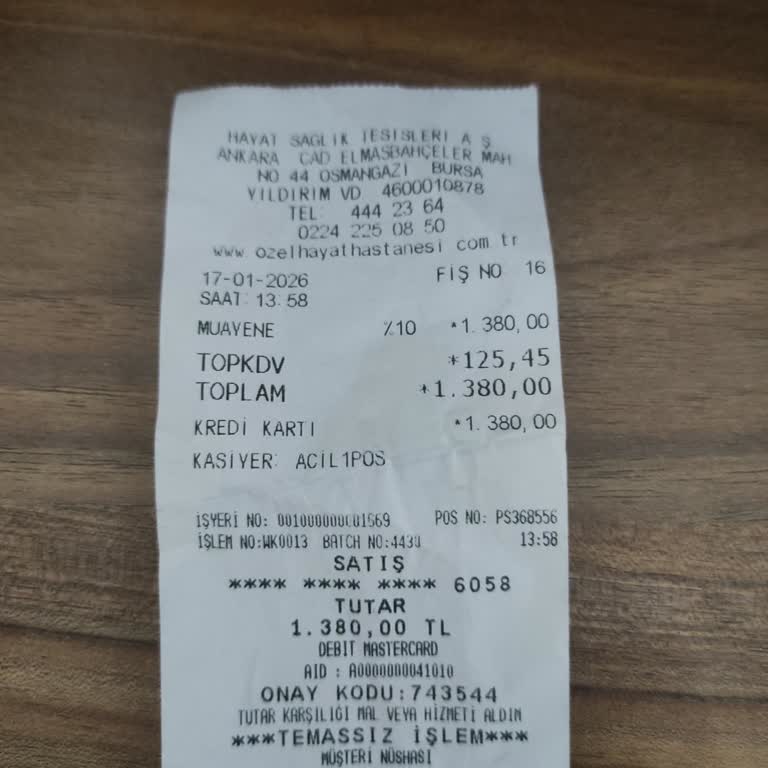 HAYAT SAGLIK TESISLERI A Ş
ANKARA CAD ELMASBAHÇELER MAH
NO 44 OSMANGAZI BURSA
YILDIRIM VD 4600010878
TEL: 444 23 64
0224 225 08 50
www.ozelhayathastanesi com tr
17-01-2026 FİŞ NO 16
SAAT: 13:58
MUAYENE %10 *1.380,00
TOPKDV *125,45
TOPLAM *1.380,00
KREDİ KARTI *1.380,00
KASİYER: ACİL1POS
İŞYERİ NO: POS NO: PS368556
İŞLEM NO:WK0013 BATCH NO: 13:58
SATIŞ
**** **** **** 6058
TUTAR
1.380,00 TL
DEBIT MASTERCARD
AID : A0000000041010
ONAY KODU:743544
TUTAR KARŞILIĞI MAL VEYA HİZMETİ ALDIM
***TEMASSIZ İŞLEM***
MÜŞTERİ NÜSHASI